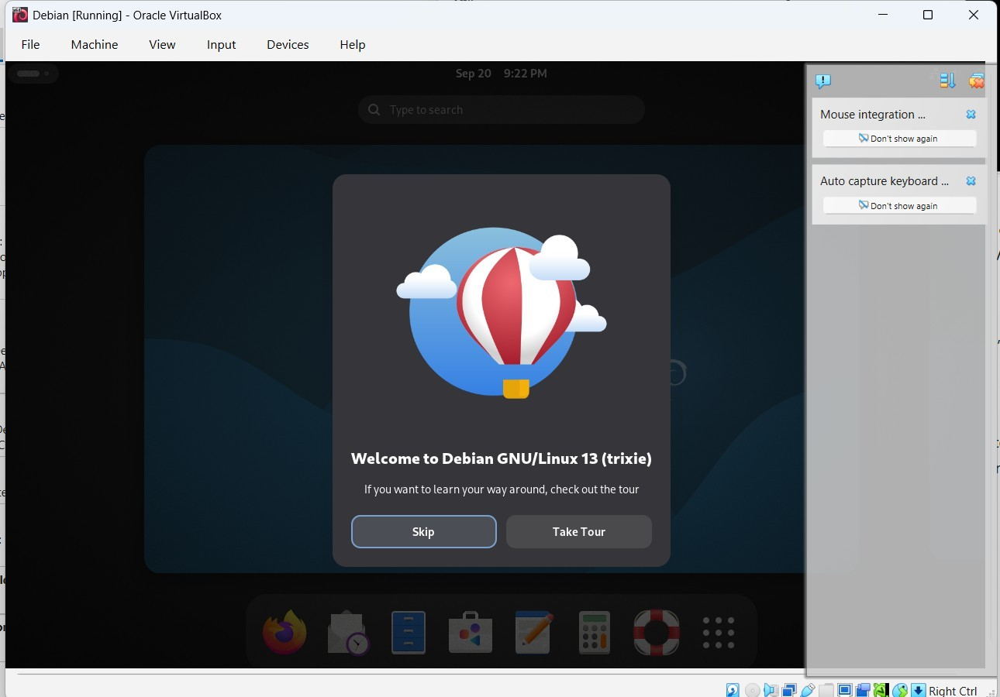 Debian [Running] - Oracle VirtualBox
File Machine View Input Devices Help
Sep 20 9:22 PM
Type to search
Mouse integration ...
Don't show again
Auto capture keyboard ...
Don't show again
Welcome to Debian GNU/Linux 13 (trixie)
If you want to learn your way around, check out the tour
Skip Take Tour
Right Ctrl